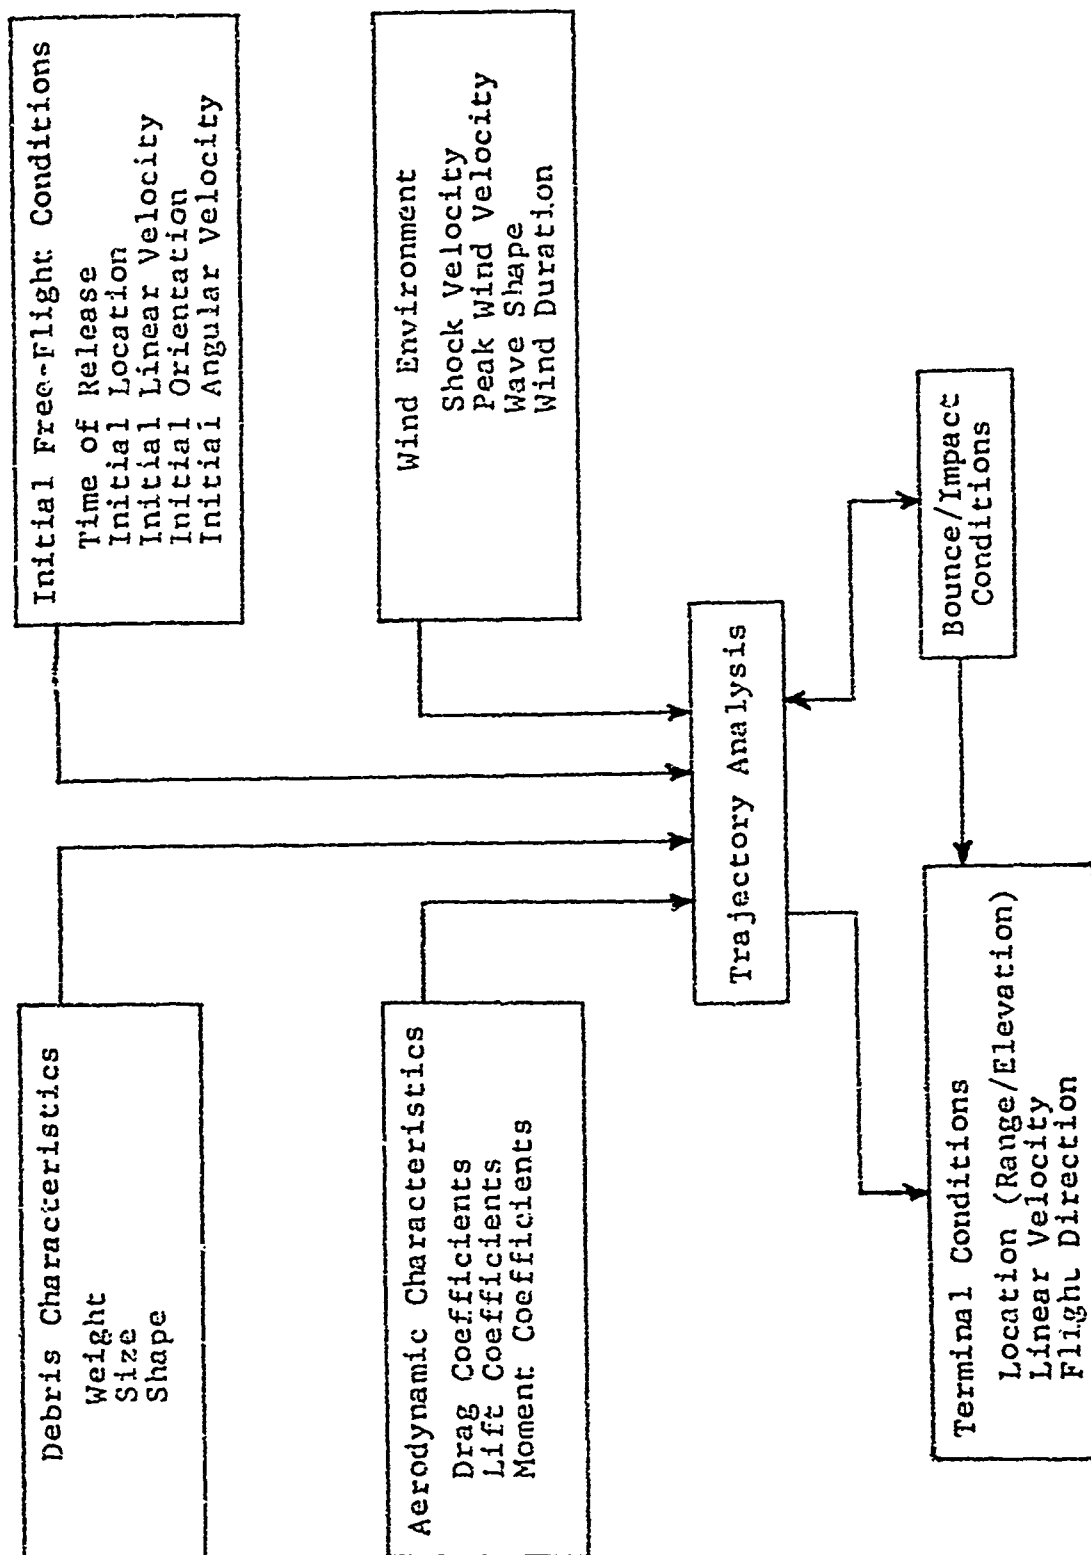 Debris Characteristics
Weight
Size
Shape
Initial Free-Flight Conditions
Time of Release
Initial Location
Initial Linear Velocity
Initial Orientation
Initial Angular Velocity
Aerodynamic Characteristics
Drag Coefficients
Lift Coefficients
Moment Coefficients
Wind Environment
Shock Velocity
Peak Wind Velocity
Wave Shape
Wind Duration
Trajectory Analysis
Terminal Conditions
Location (Range/Elevation)
Linear Velocity
Flight Direction
Bounce/Impact
Conditions